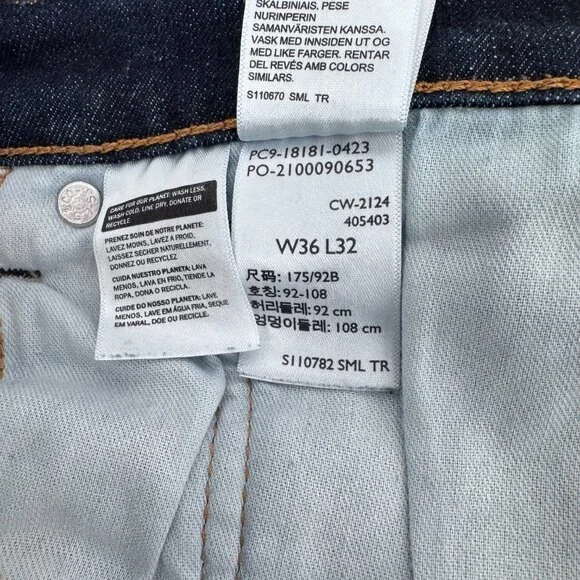 SKALBINIAIS. PESE
NURINPERIN
SAMANVÄRISTEN KANSSA.
VASK MED INNSIDEN UT OG
MED LIKE FARGER. RENTAR
DEL REVÉS AMB COLORS
SIMILARS.
S110670 SML TR
PC9-18181-0423
PO-2100090653
CW-2124
405403
W36 L32
尺码: 175/92B
호칭: 92-108
허리둘레: 92 cm
엉덩이둘레: 108 cm
S110782 SML TR
CARE FOR OUR PLANET: WASH LESS,
WASH COLD, LINE DRY, DONATE OR
RECYCLE
PRENEZ SOIN DE NOTRE PLANETE:
LAVEZ MOINS, LAVEZ À FROID,
LAISSEZ SECHER NATURELLEMENT,
DONNEZ OU RECYCLEZ
CUIDA NUESTRO PLANETA: LAVA
MENOS, LAVA EN FRIO, TIENDE LA
ROPA, DONA O RECICLA.
CUIDE DO NOSSO PLANETA: LAVE
MENOS, LAVE EM ÁGUA FRIA, SEQUE
EM VARAL, DOE OU RECICLE.